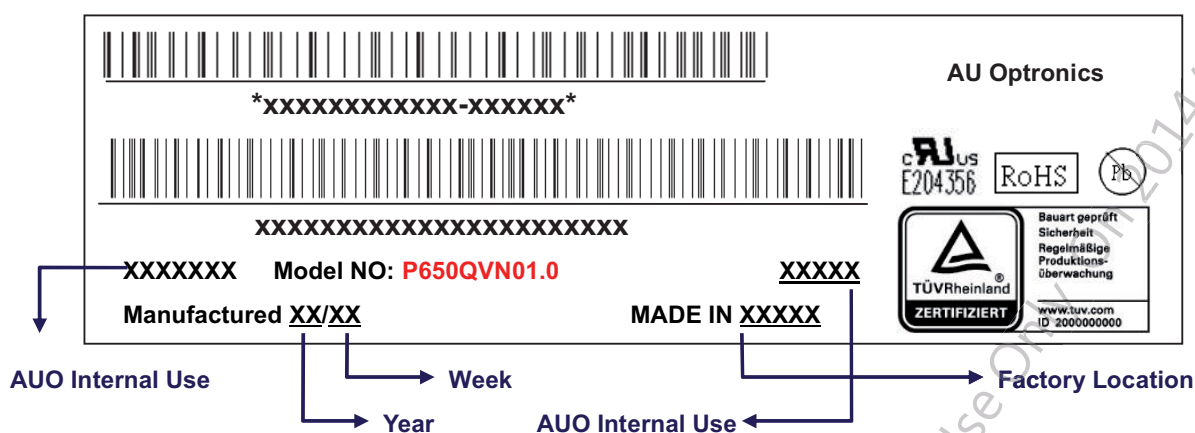 AU Optronics
*xxxxxxxxxxxx-xxxxxx*
c RU us
E204356 RoHS Pb
xxxxxxxxxxxxxxxxxxxxxxx
Bauart geprüft
Sicherheit
Regelmäßige
Produktions-
überwachung
TÜVRheinland ®
ZERTIFIZIERT
www.tuv.com
ID 2000000000
XXXXXXX Model NO: P650QVN01.0 XXXXX
Manufactured XX/XX MADE IN XXXXX
AUO Internal Use
Week
Factory Location
Year
AUO Internal Use